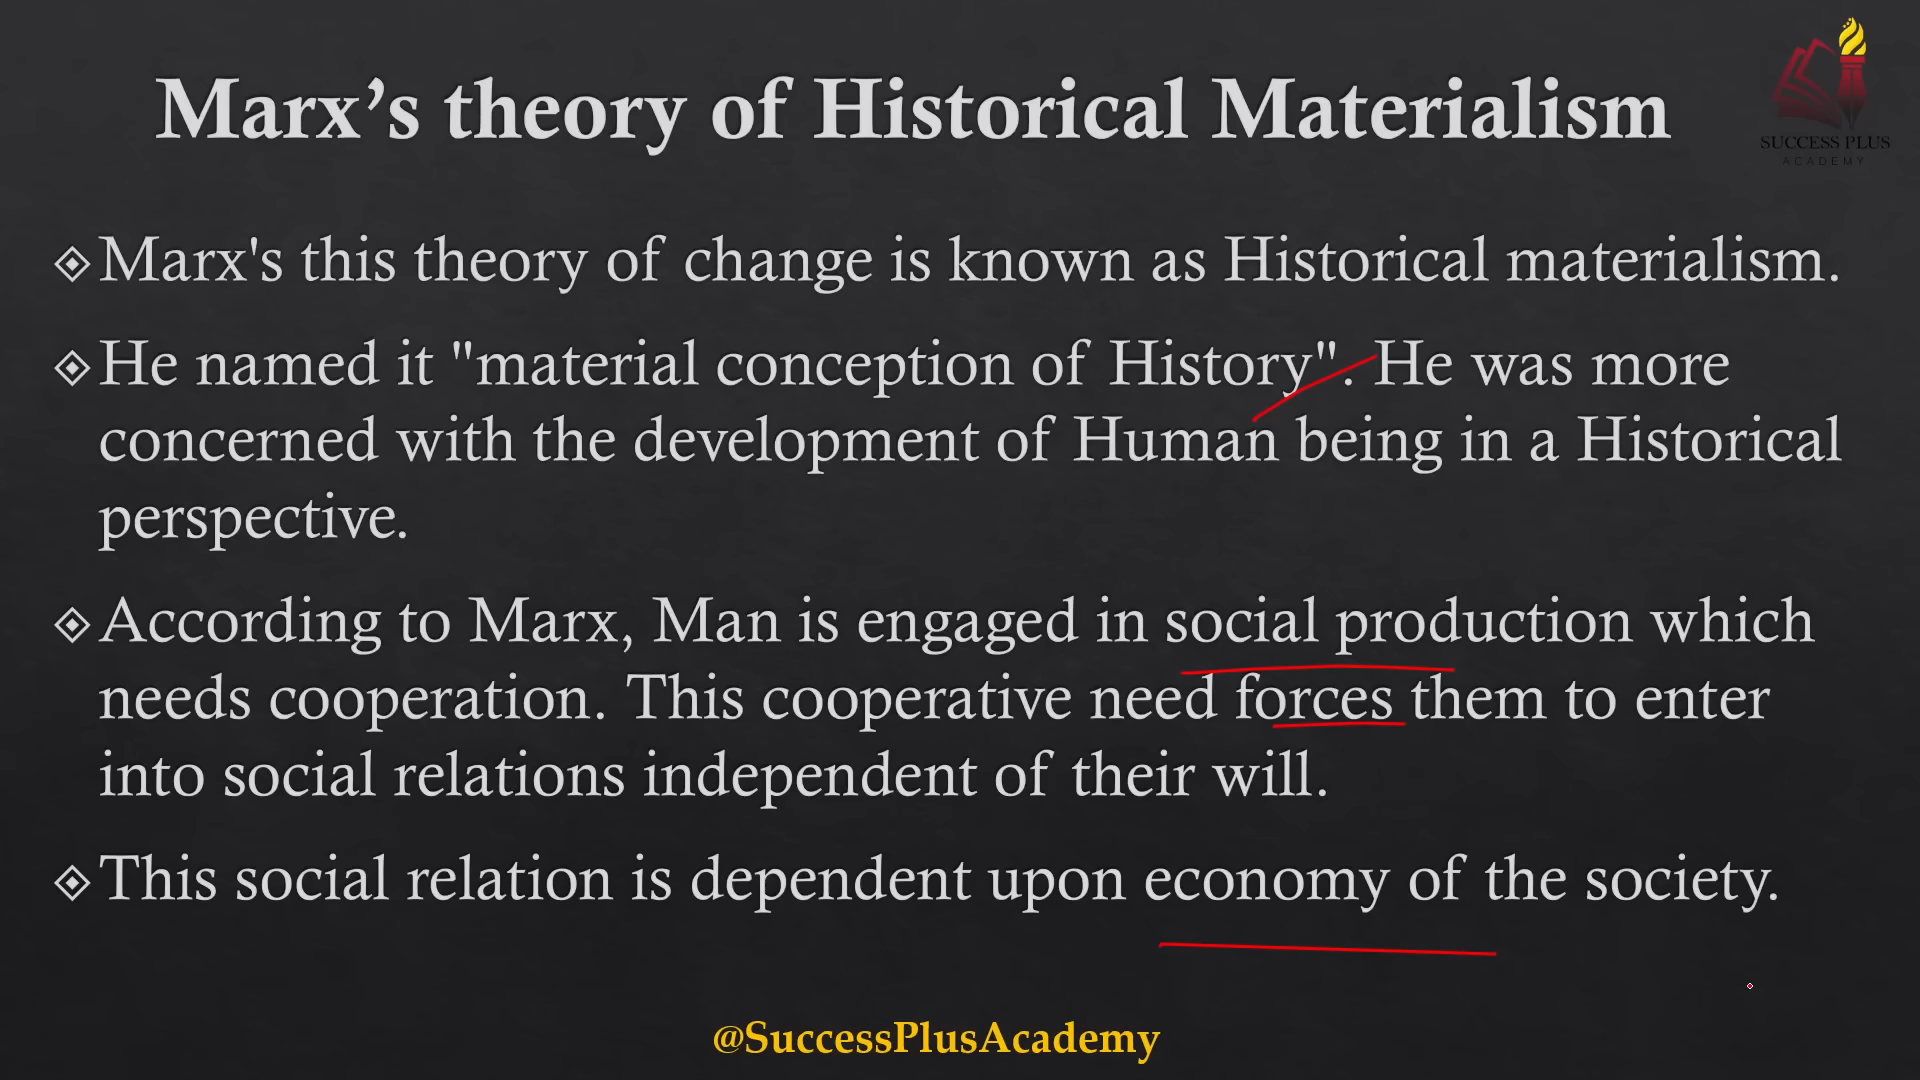 Marx’s theory of Historical Materialism
SUCCESS PLUS
ACADEMY
Marx's this theory of change is known as Historical materialism.
He named it "material conception of History". He was more
concerned with the development of Human being in a Historical
perspective.
According to Marx, Man is engaged in social production which
needs cooperation. This cooperative need forces them to enter
into social relations independent of their will.
This social relation is dependent upon economy of the society.
@SuccessPlusAcademy